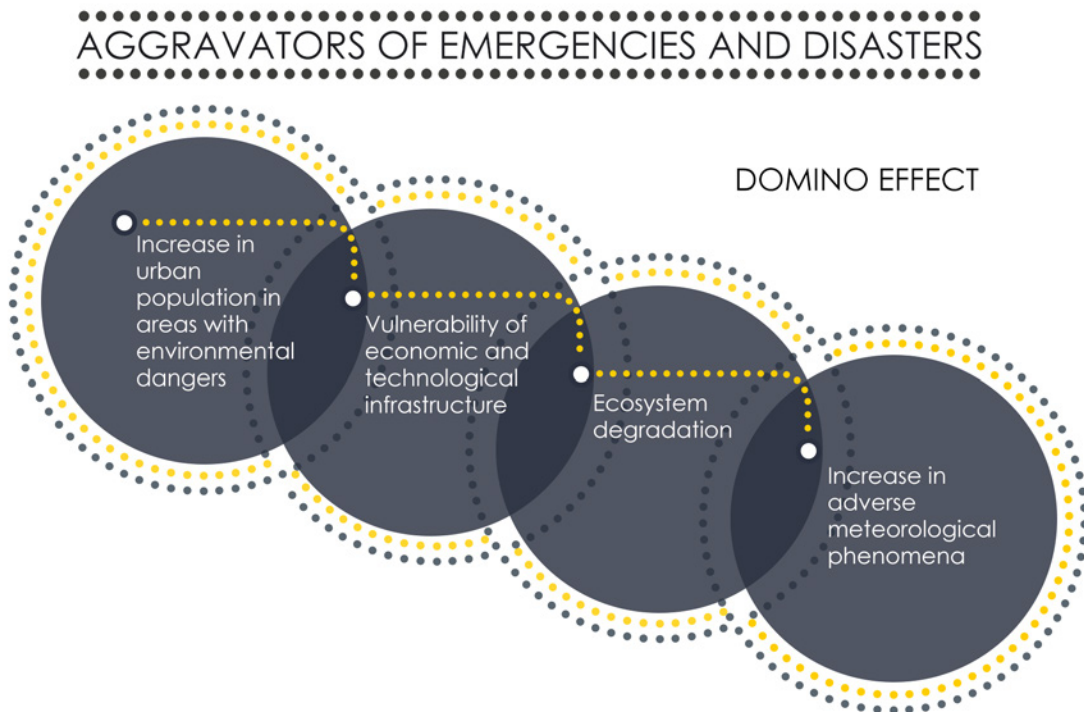 AGGRAVATORS OF EMERGENCIES AND DISASTERS
DOMINO EFFECT
Increase in
urban
population in
areas with
environmental
dangers
Vulnerability of
economic and
technological
infrastructure
Ecosystem
degradation
Increase in
adverse
meteorological
phenomena